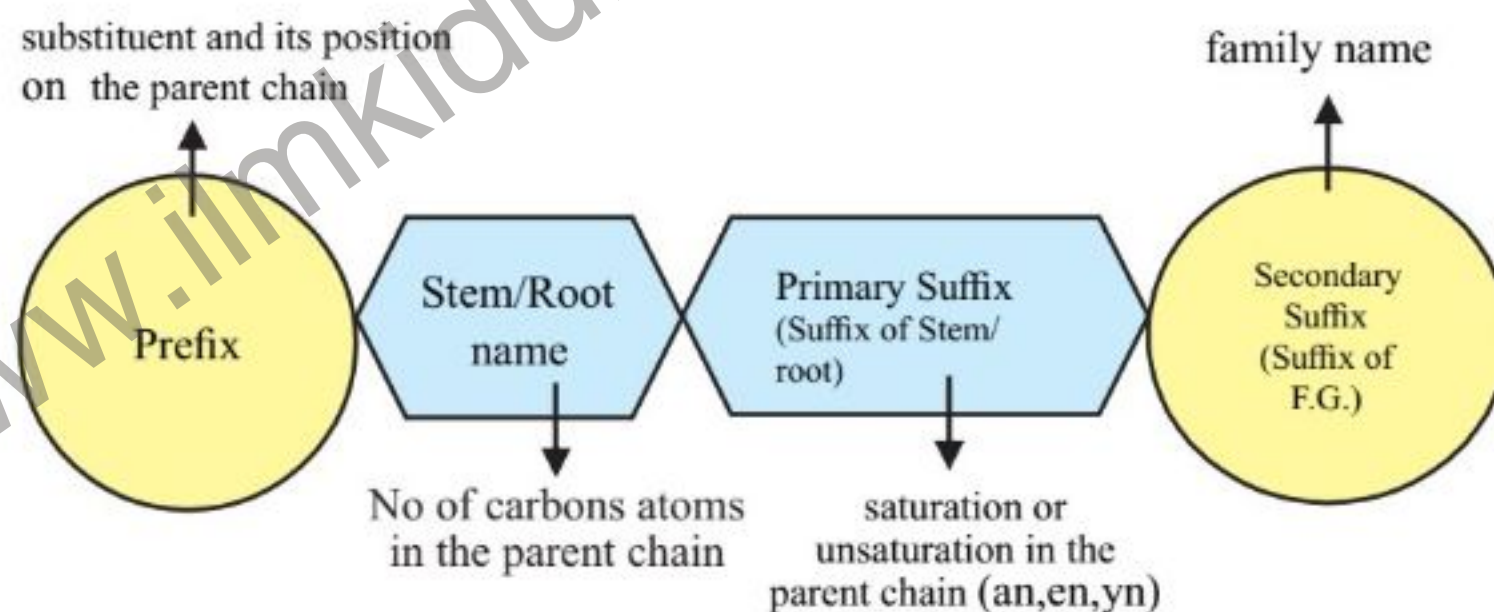 substituent and its position
on the parent chain
family name
Prefix
Stem/Root
name
Primary Suffix
(Suffix of Stem/
root)
Secondary
Suffix
(Suffix of
F.G.)
No of carbons atoms
in the parent chain
saturation or
unsaturation in the
parent chain (an,en,yn)
www.ilmkidu